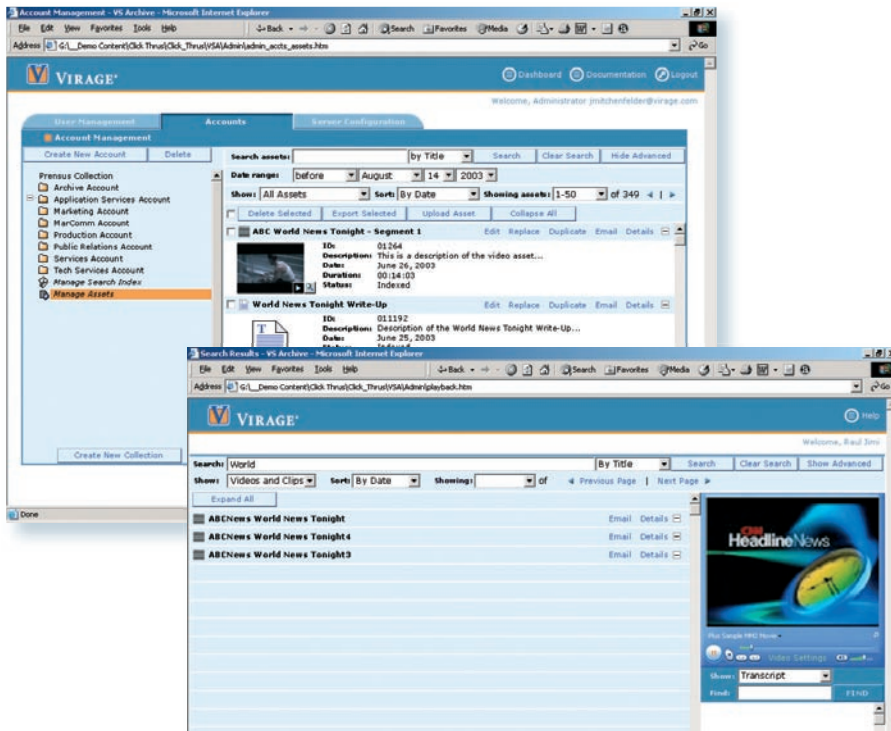 Account Management - VS Archive - Microsoft Internet Explorer
File Edit View Favorites Tools Help
Back Search Favorites Media
Address G:\__Demo Content\Click Thrus\Click_Thrus\VSA\Admin\admin_accts_assets.htm Go
VIRAGE
Dashboard Documentation Logout
Welcome, Administrator jmitchenfelder@virage.com
User Management Accounts Server Configuration
Account Management
Create New Account Delete
Prensus Collection
Archive Account
Application Services Account
Marketing Account
MarComm Account
Production Account
Public Relations Account
Services Account
Tech Services Account
Manage Search Index
Manage Assets
Create New Collection
Search assets: by Title Search Clear Search Hide Advanced
Date range: before August 14 2003
Show: All Assets Sort: By Date Showing assets: 1-50 of 349
Delete Selected Export Selected Upload Asset Collapse All
ABC World News Tonight - Segment 1 Edit Replace Duplicate Email Details
ID: 01264
Description: This is a description of the video asset...
Date: June 26, 2003
Duration: 00:14:03
Status: Indexed
World News Tonight Write-Up Edit Replace Duplicate Email Details
T
ID: 011192
Description: Description of the World News Tonight Write-Up...
Date: June 25, 2003
Done
Search Results - VS Archive - Microsoft Internet Explorer
File Edit View Favorites Tools Help
Back Search Favorites Media
Address G:\__Demo Content\Click Thrus\Click_Thrus\VSA\Admin\playback.htm Go
VIRAGE
Help
Welcome, Raul Jimi
Search: World By Title Search Clear Search Show Advanced
Show: Videos and Clips Sort: By Date Showing: of Previous Page | Next Page
Expand All
ABCNews World News Tonight Email Details
ABCNews World News Tonight4 Email Details
ABCNews World News Tonight3 Email Details
CNN
HeadlineNews
Video Settings
Show: Transcript
Find: FIND